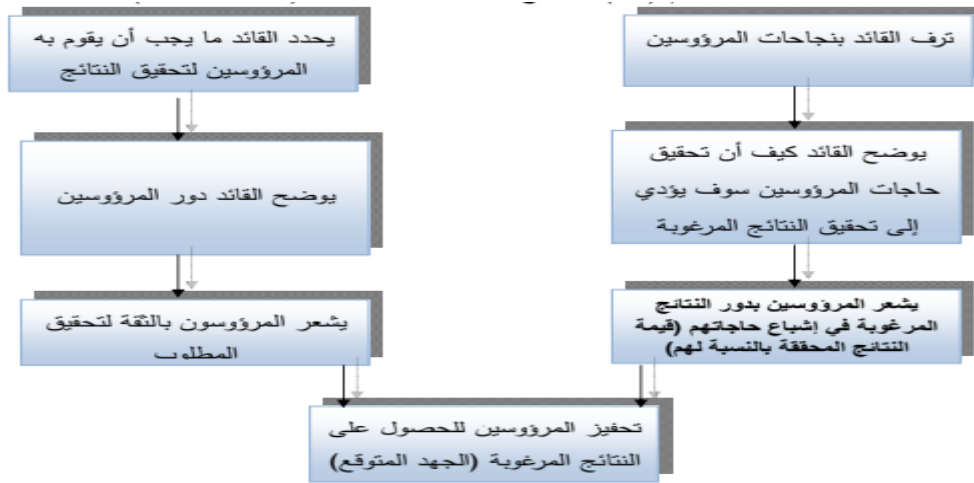 ترف القائد بنجاحات المرؤوسين
يوضح القائد كيف أن تحقيق
حاجات المرؤوسين سوف يؤدي
إلى تحقيق النتائج المرغوبة
يشعر المرؤوسين بدور النتائج
المرغوبة في إشباع حاجاتهم (قيمة
النتائج المحققة بالنسبة لهم)
يحدد القائد ما يجب أن يقوم به
المرؤوسين لتحقيق النتائج
يوضح القائد دور المرؤوسين
يشعر المرؤوسون بالثقة لتحقيق
المطلوب
تحفيز المرؤوسين للحصول على
النتائج المرغوبة (الجهد المتوقع)